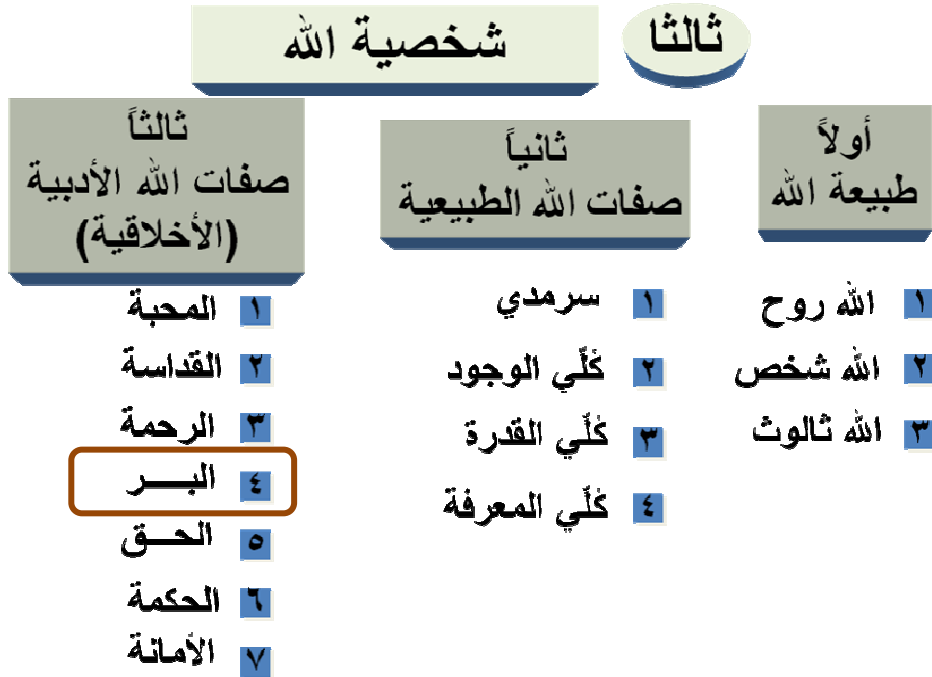 ثالثا
شخصية الله
أولاً
طبيعة الله
١ الله روح
٢ الله شخص
٣ الله ثالوث
ثانياً
صفات الله الطبيعية
١ سرمدي
٢ كُلِّي الوجود
٣ كُلِّي القدرة
٤ كُلِّي المعرفة
ثالثاً
صفات الله الأدبية
(الأخلاقية)
١ المحبة
٢ القداسة
٣ الرحمة
٤ البـــر
٥ الحـــق
٦ الحكمة
٧ الأمانة